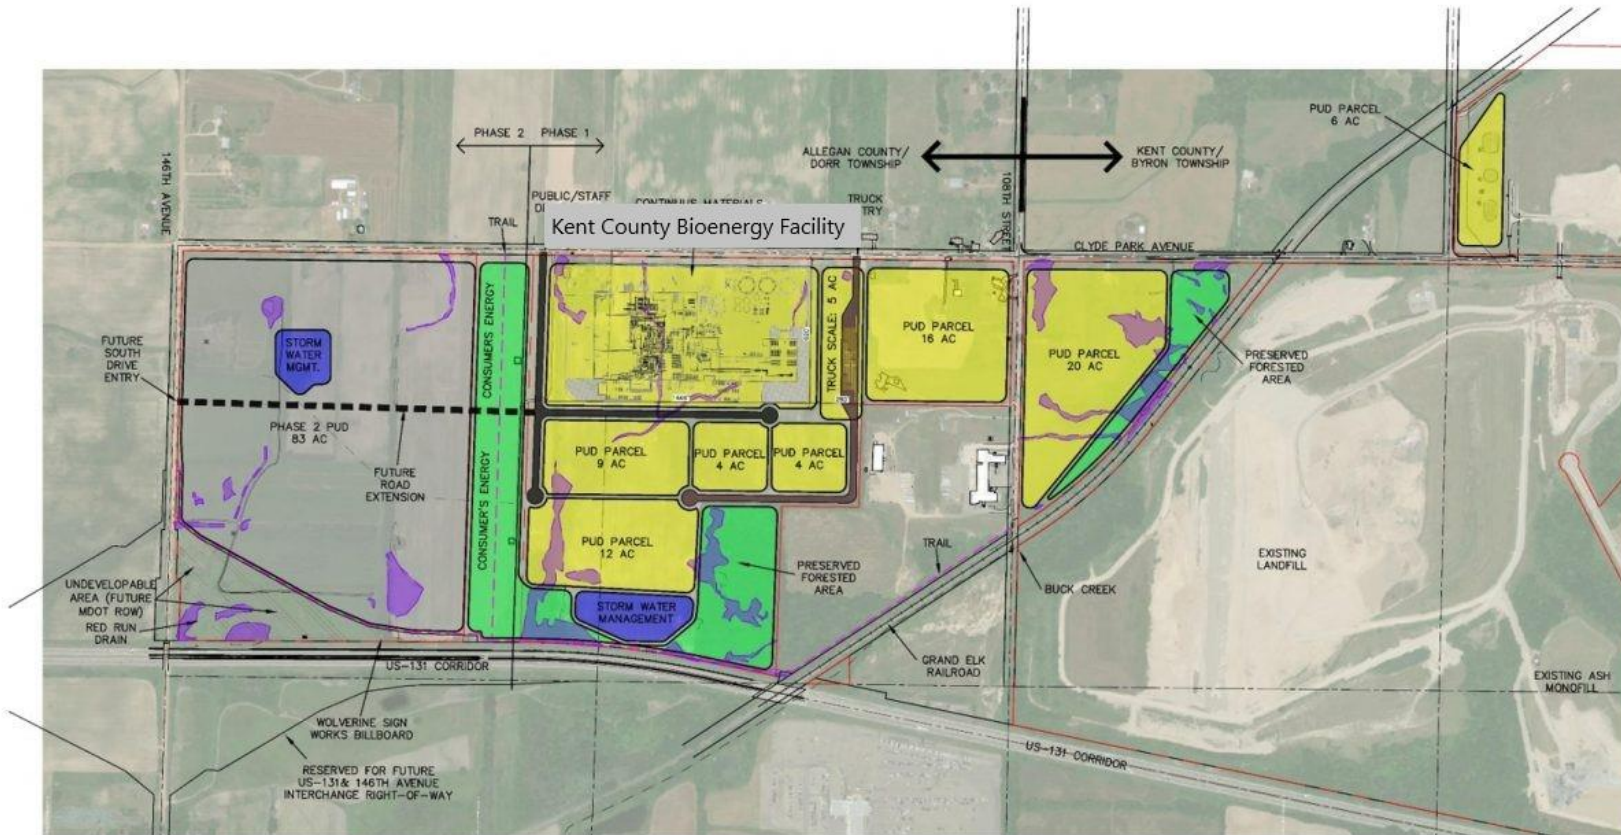 PUD PARCEL
6 AC
PHASE 2
PHASE 1
ALLEGAN COUNTY/
DORR TOWNSHIP
KENT COUNTY/
BYRON TOWNSHIP
146TH AVENUE
108TH STREET
PUBLIC/STAFF
TRAIL
CONTINUUS MATERIALS
TRUCK
Kent County Bioenergy Facility
CLYDE PARK AVENUE
STORM
WATER
MGMT.
CONSUMERS ENERGY
TRUCK SCALE: 5 AC
PUD PARCEL
16 AC
PUD PARCEL
20 AC
PRESERVED
FORESTED
AREA
FUTURE
SOUTH
DRIVE
ENTRY
PHASE 2 PUD
83 AC
FUTURE
ROAD
EXTENSION
CONSUMER'S ENERGY
PUD PARCEL
9 AC
PUD PARCEL
4 AC
PUD PARCEL
4 AC
PUD PARCEL
12 AC
PRESERVED
FORESTED
AREA
TRAIL
BUCK CREEK
EXISTING
LANDFILL
UNDEVELOPABLE
AREA (FUTURE
MDOT ROW)
RED RUN
DRAIN
STORM WATER
MANAGEMENT
US-131 CORRIDOR
GRAND ELK
RAILROAD
EXISTING ASH
MONOFILL
WOLVERINE SIGN
WORKS BILLBOARD
US-131 CORRIDOR
RESERVED FOR FUTURE
US-131& 146TH AVENUE
INTERCHANGE RIGHT-OF-WAY